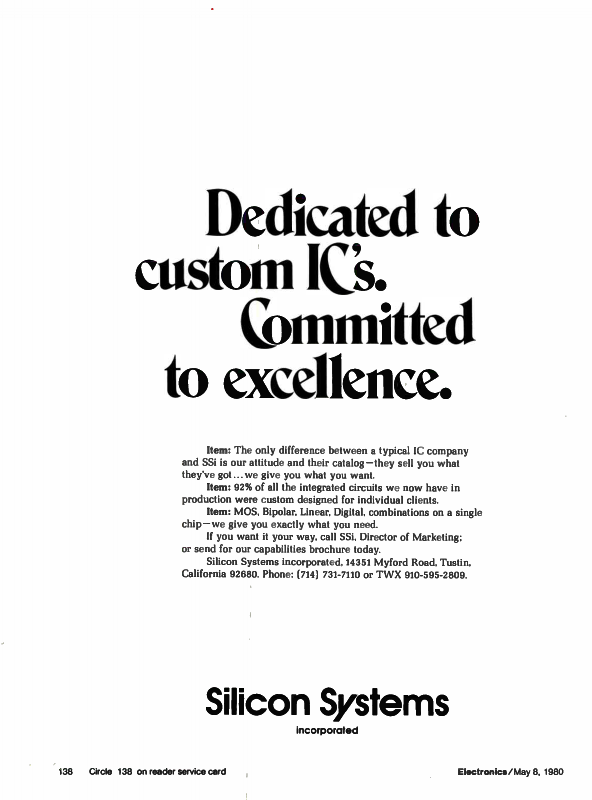 Dedicated to
custom IC's.
Committed
to excellence.
Item: The only difference between a typical IC company
and SSi is our attitude and their catalog—they sell you what
they've got...we give you what you want.
Item: 92% of all the integrated circuits we now have in
production were custom designed for individual clients.
Item: MOS, Bipolar, Linear, Digital, combinations on a single
chip—we give you exactly what you need.
If you want it your way, call SSi, Director of Marketing;
or send for our capabilities brochure today.
Silicon Systems incorporated, 14351 Myford Road, Tustin,
California 92680. Phone: (714) 731-7110 or TWX 910-595-2809.
Silicon Systems
incorporated
138 Circle 138 on reader service card Electronics/May 8, 1980